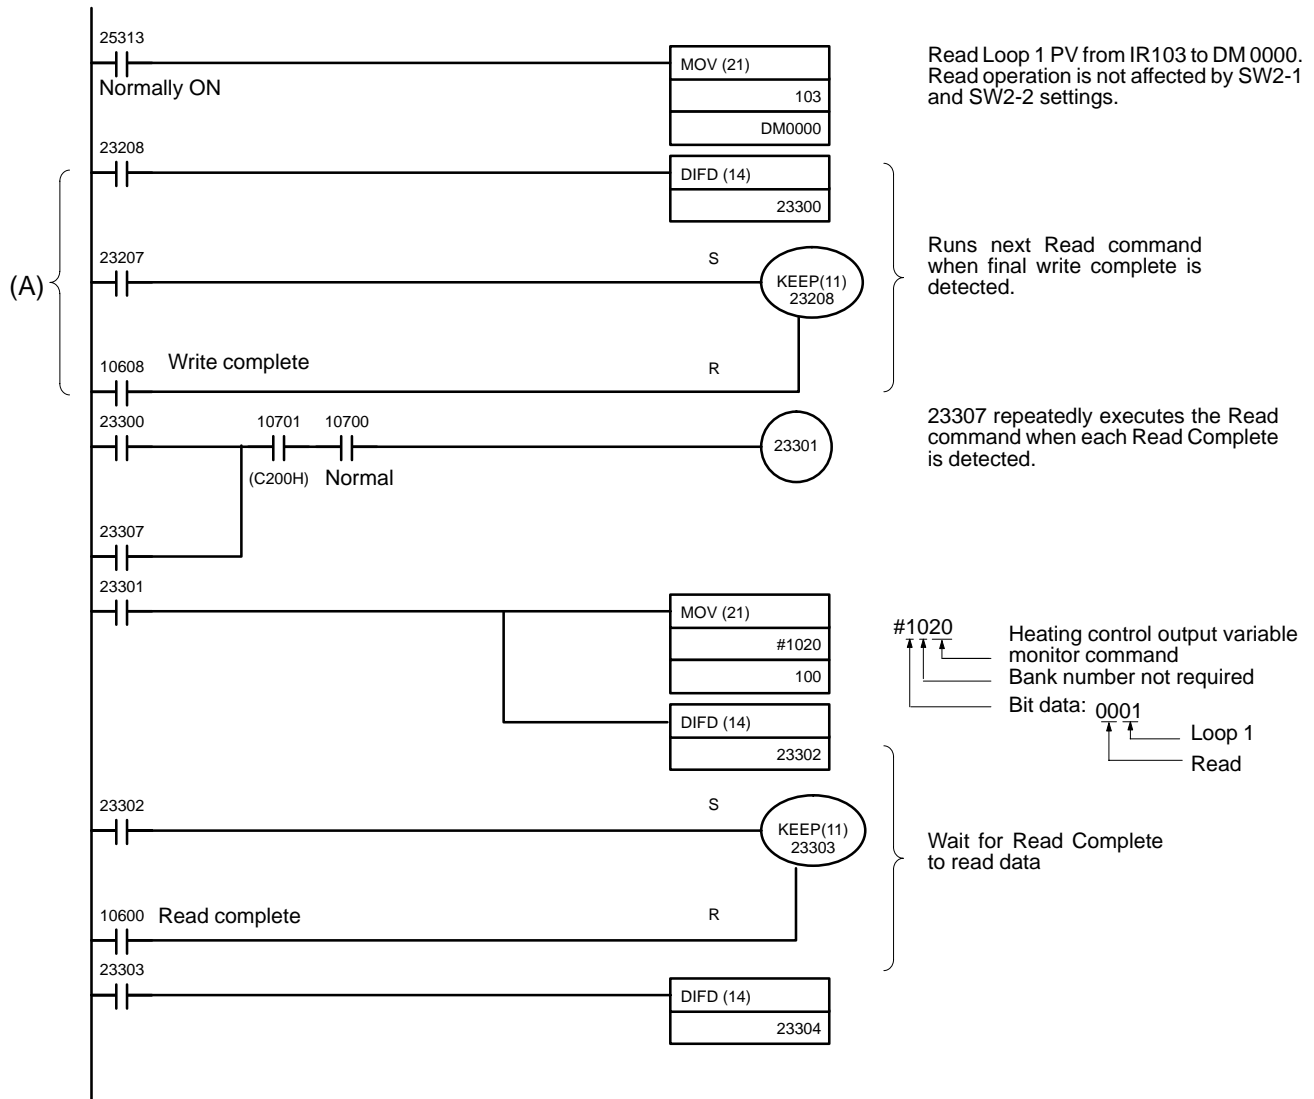 25313
Normally ON
MOV (21)
103
DM0000
Read Loop 1 PV from IR103 to DM 0000.
Read operation is not affected by SW2-1
and SW2-2 settings.
23208
DIFD (14)
23300
(A)
23207
S
KEEP(11)
23208
Runs next Read command
when final write complete is
detected.
10608
Write complete
R
23300
10701
10700
(C200H)
Normal
23301
23307 repeatedly executes the Read
command when each Read Complete
is detected.
23307
23301
MOV (21)
#1020
100
#1020
Heating control output variable
monitor command
Bank number not required
Bit data: 0001
Loop 1
Read
DIFD (14)
23302
23302
S
KEEP(11)
23303
Wait for Read Complete
to read data
10600
Read complete
R
23303
DIFD (14)
23304